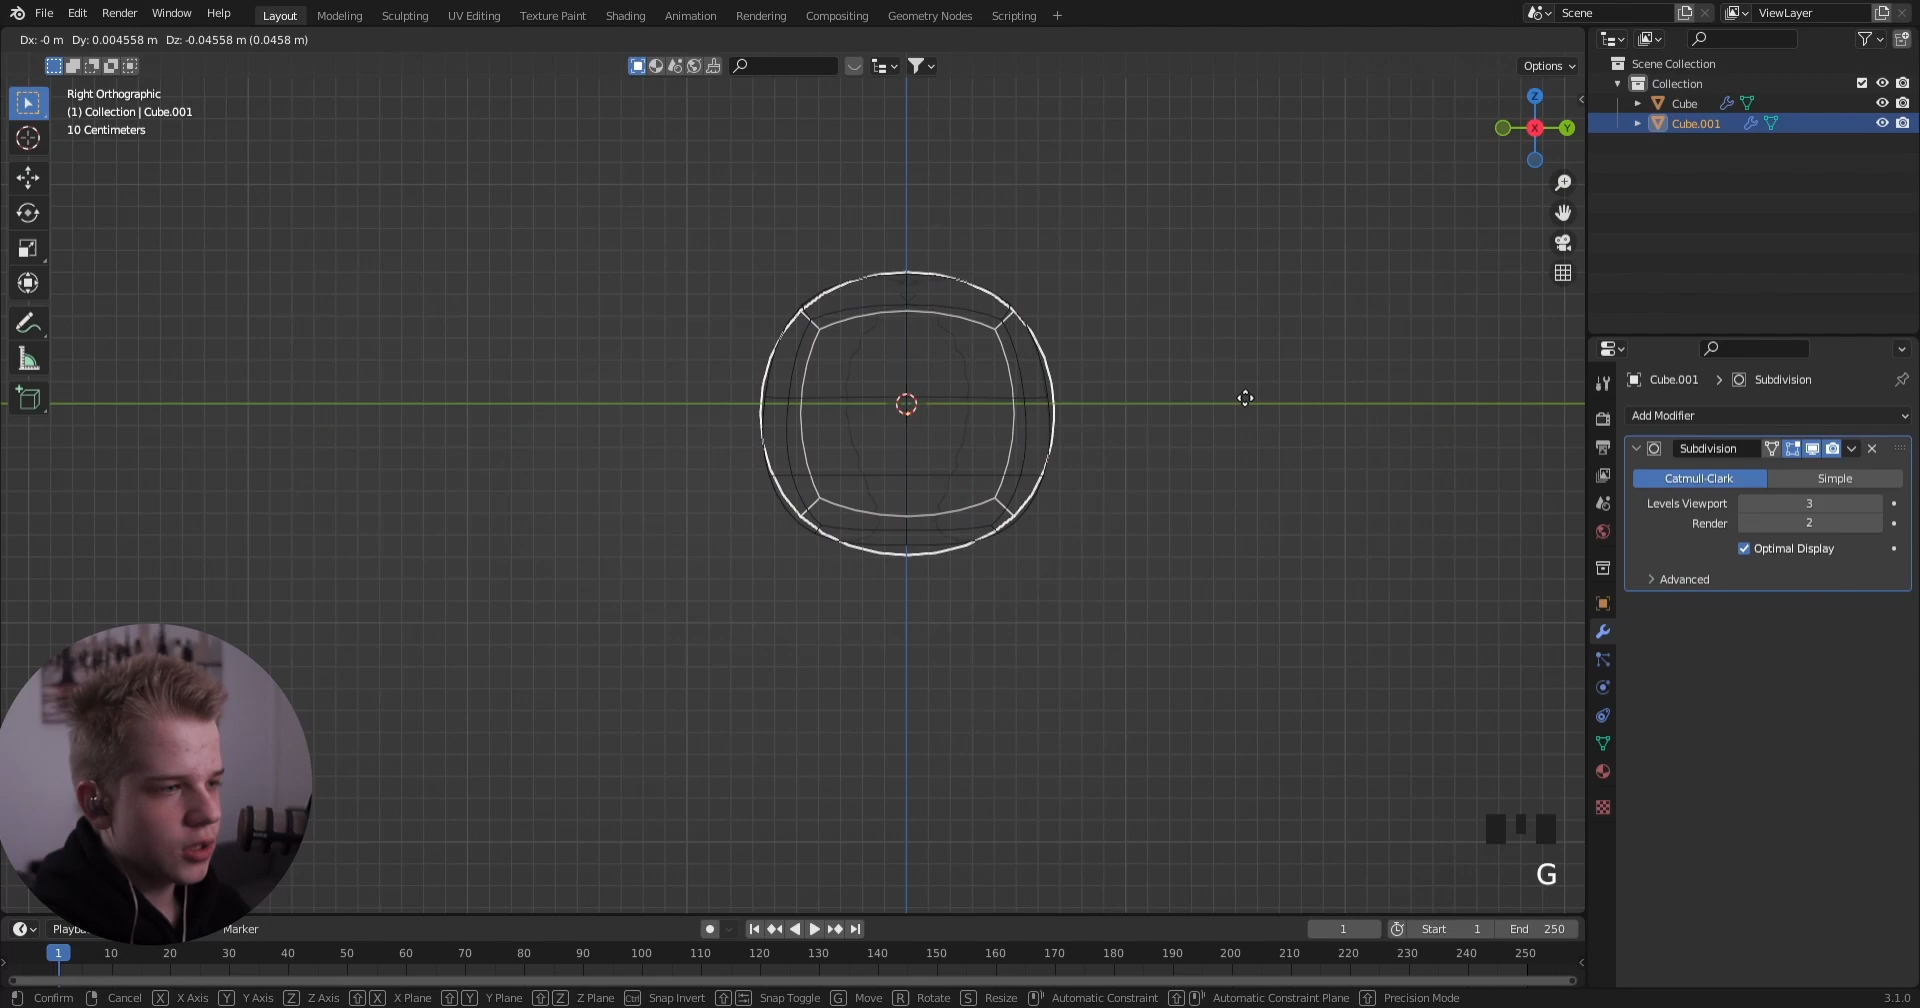 File Edit Render Window Help
Layout Modeling Sculpting UV Editing Texture Paint Shading Animation Rendering Compositing Geometry Nodes Scripting +
Scene
ViewLayer
Dx: -0 m Dy: 0.004558 m Dz: -0.04558 m (0.0458 m)
Options
Right Orthographic
(1) Collection | Cube.001
10 Centimeters
Z
X
Y
Scene Collection
Collection
Cube
Cube.001
Cube.001 > Subdivision
Add Modifier
Subdivision
Catmull-Clark Simple
Levels Viewport 3
Render 2
Optimal Display
Advanced
G
Playba
Marker
1
Start 1
End 250
1 10 20 30 40 50 60 70 80 90 100 110 120 130 140 150 160 170 180 190 200 210 220 230 240 250
Confirm Cancel X X Axis Y Y Axis Z Z Axis X X Plane Y Y Plane Z Z Plane Ctrl Snap Invert Snap Toggle G Move R Rotate S Resize Automatic Constraint Automatic Constraint Plane Precision Mode
3.1.0